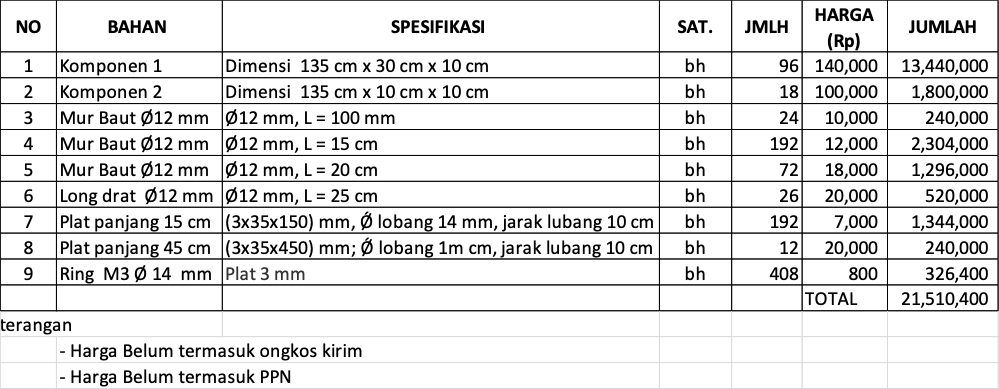 NO BAHAN SPESIFIKASI SAT. JMLH HARGA (Rp) JUMLAH
1 Komponen 1 Dimensi 135 cm x 30 cm x 10 cm bh 96 140,000 13,440,000
2 Komponen 2 Dimensi 135 cm x 10 cm x 10 cm bh 18 100,000 1,800,000
3 Mur Baut Ø12 mm Ø12 mm, L = 100 mm bh 24 10,000 240,000
4 Mur Baut Ø12 mm Ø12 mm, L = 15 cm bh 192 12,000 2,304,000
5 Mur Baut Ø12 mm Ø12 mm, L = 20 cm bh 72 18,000 1,296,000
6 Long drat Ø12 mm Ø12 mm, L = 25 cm bh 26 20,000 520,000
7 Plat panjang 15 cm (3x35x150) mm, Ǿ lobang 14 mm, jarak lubang 10 cm bh 192 7,000 1,344,000
8 Plat panjang 45 cm (3x35x450) mm; Ǿ lobang 1m cm, jarak lubang 10 cm bh 12 20,000 240,000
9 Ring M3 Ø 14 mm Plat 3 mm bh 408 800 326,400
TOTAL 21,510,400
terangan
- Harga Belum termasuk ongkos kirim
- Harga Belum termasuk PPN